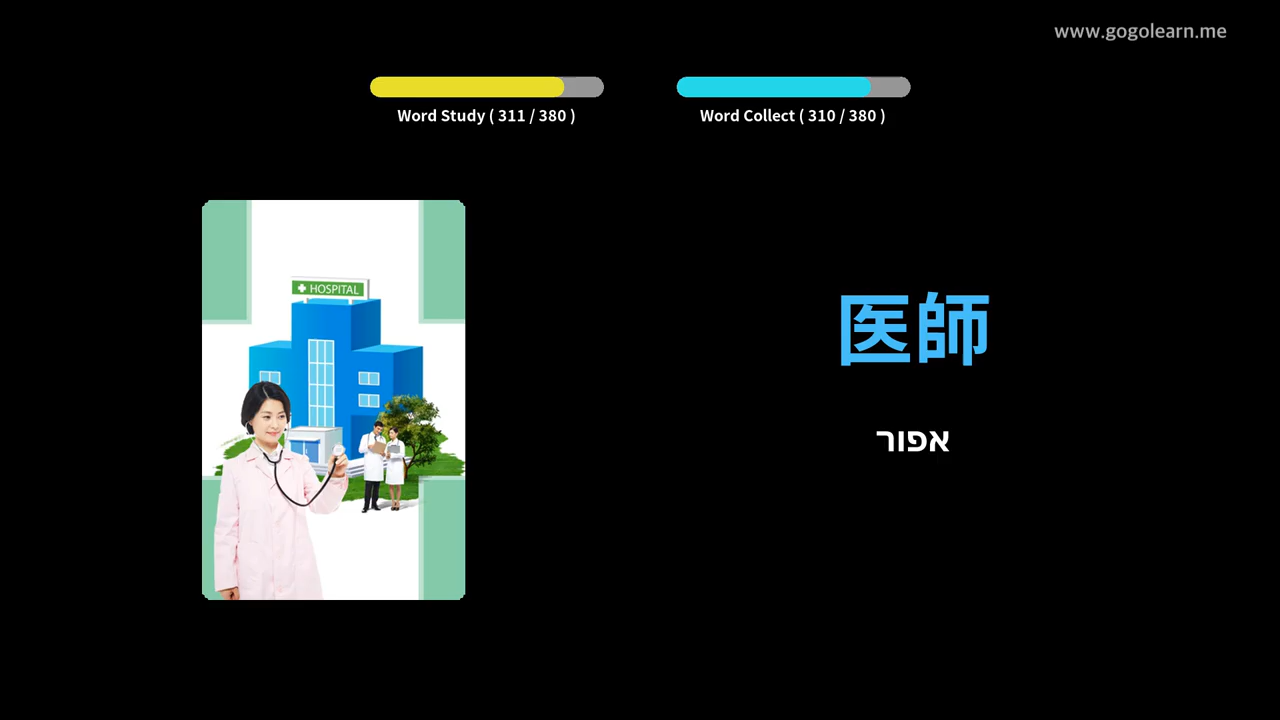 www.gogolearn.me
Word Study ( 311 / 380 )
Word Collect ( 310 / 380 )
HOSPITAL
医師
אפור